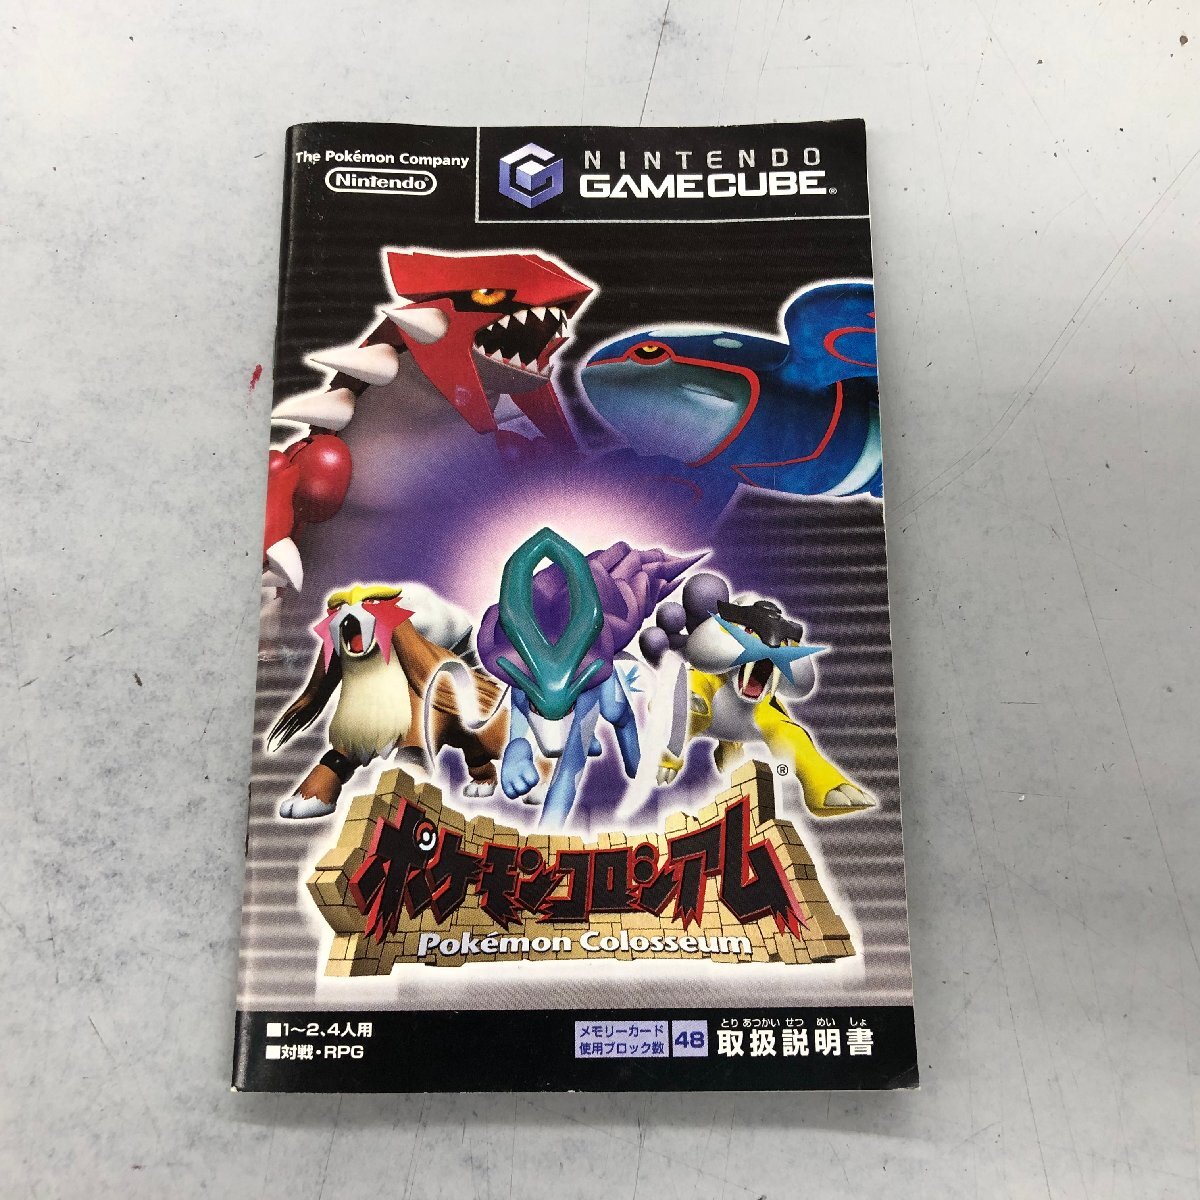 The Pokémon Company
Nintendo
NINTENDO
GAMECUBE®
®
ポケモンコロシアム
Pokémon Colosseum
■1～2、4人用
■対戦・RPG
メモリーカード
使用ブロック数
48
とりあつかいせつ めい しょ
取扱説明書